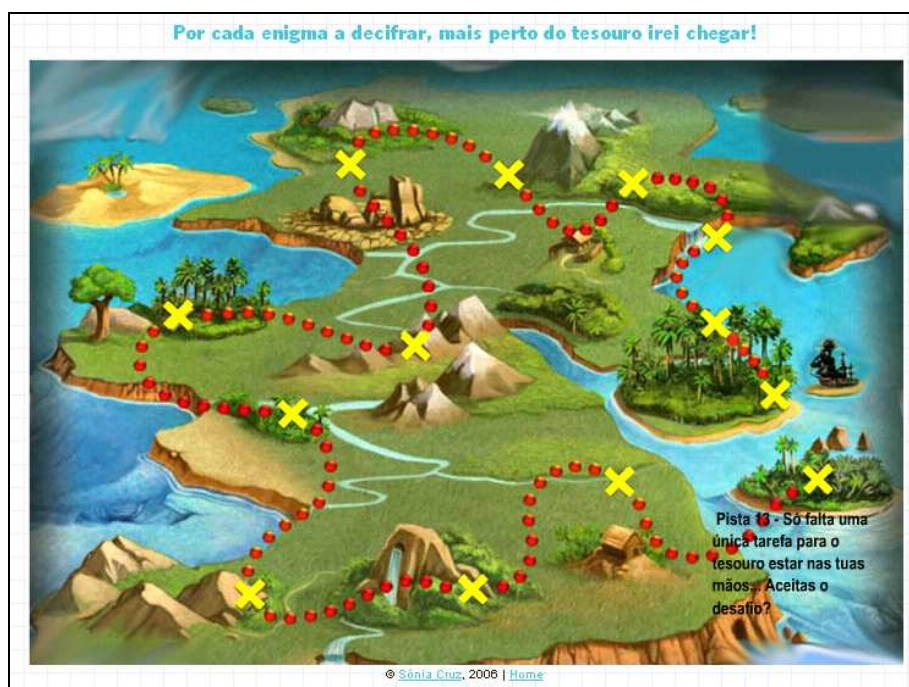 Por cada enigma a decifrar, mais perto do tesouro irei chegar!
Pista 13 - Só falta uma
única tarefa para o
tesouro estar nas tuas
mãos... Aceitas o
desafio?
© Sónia Cruz, 2006 | Home